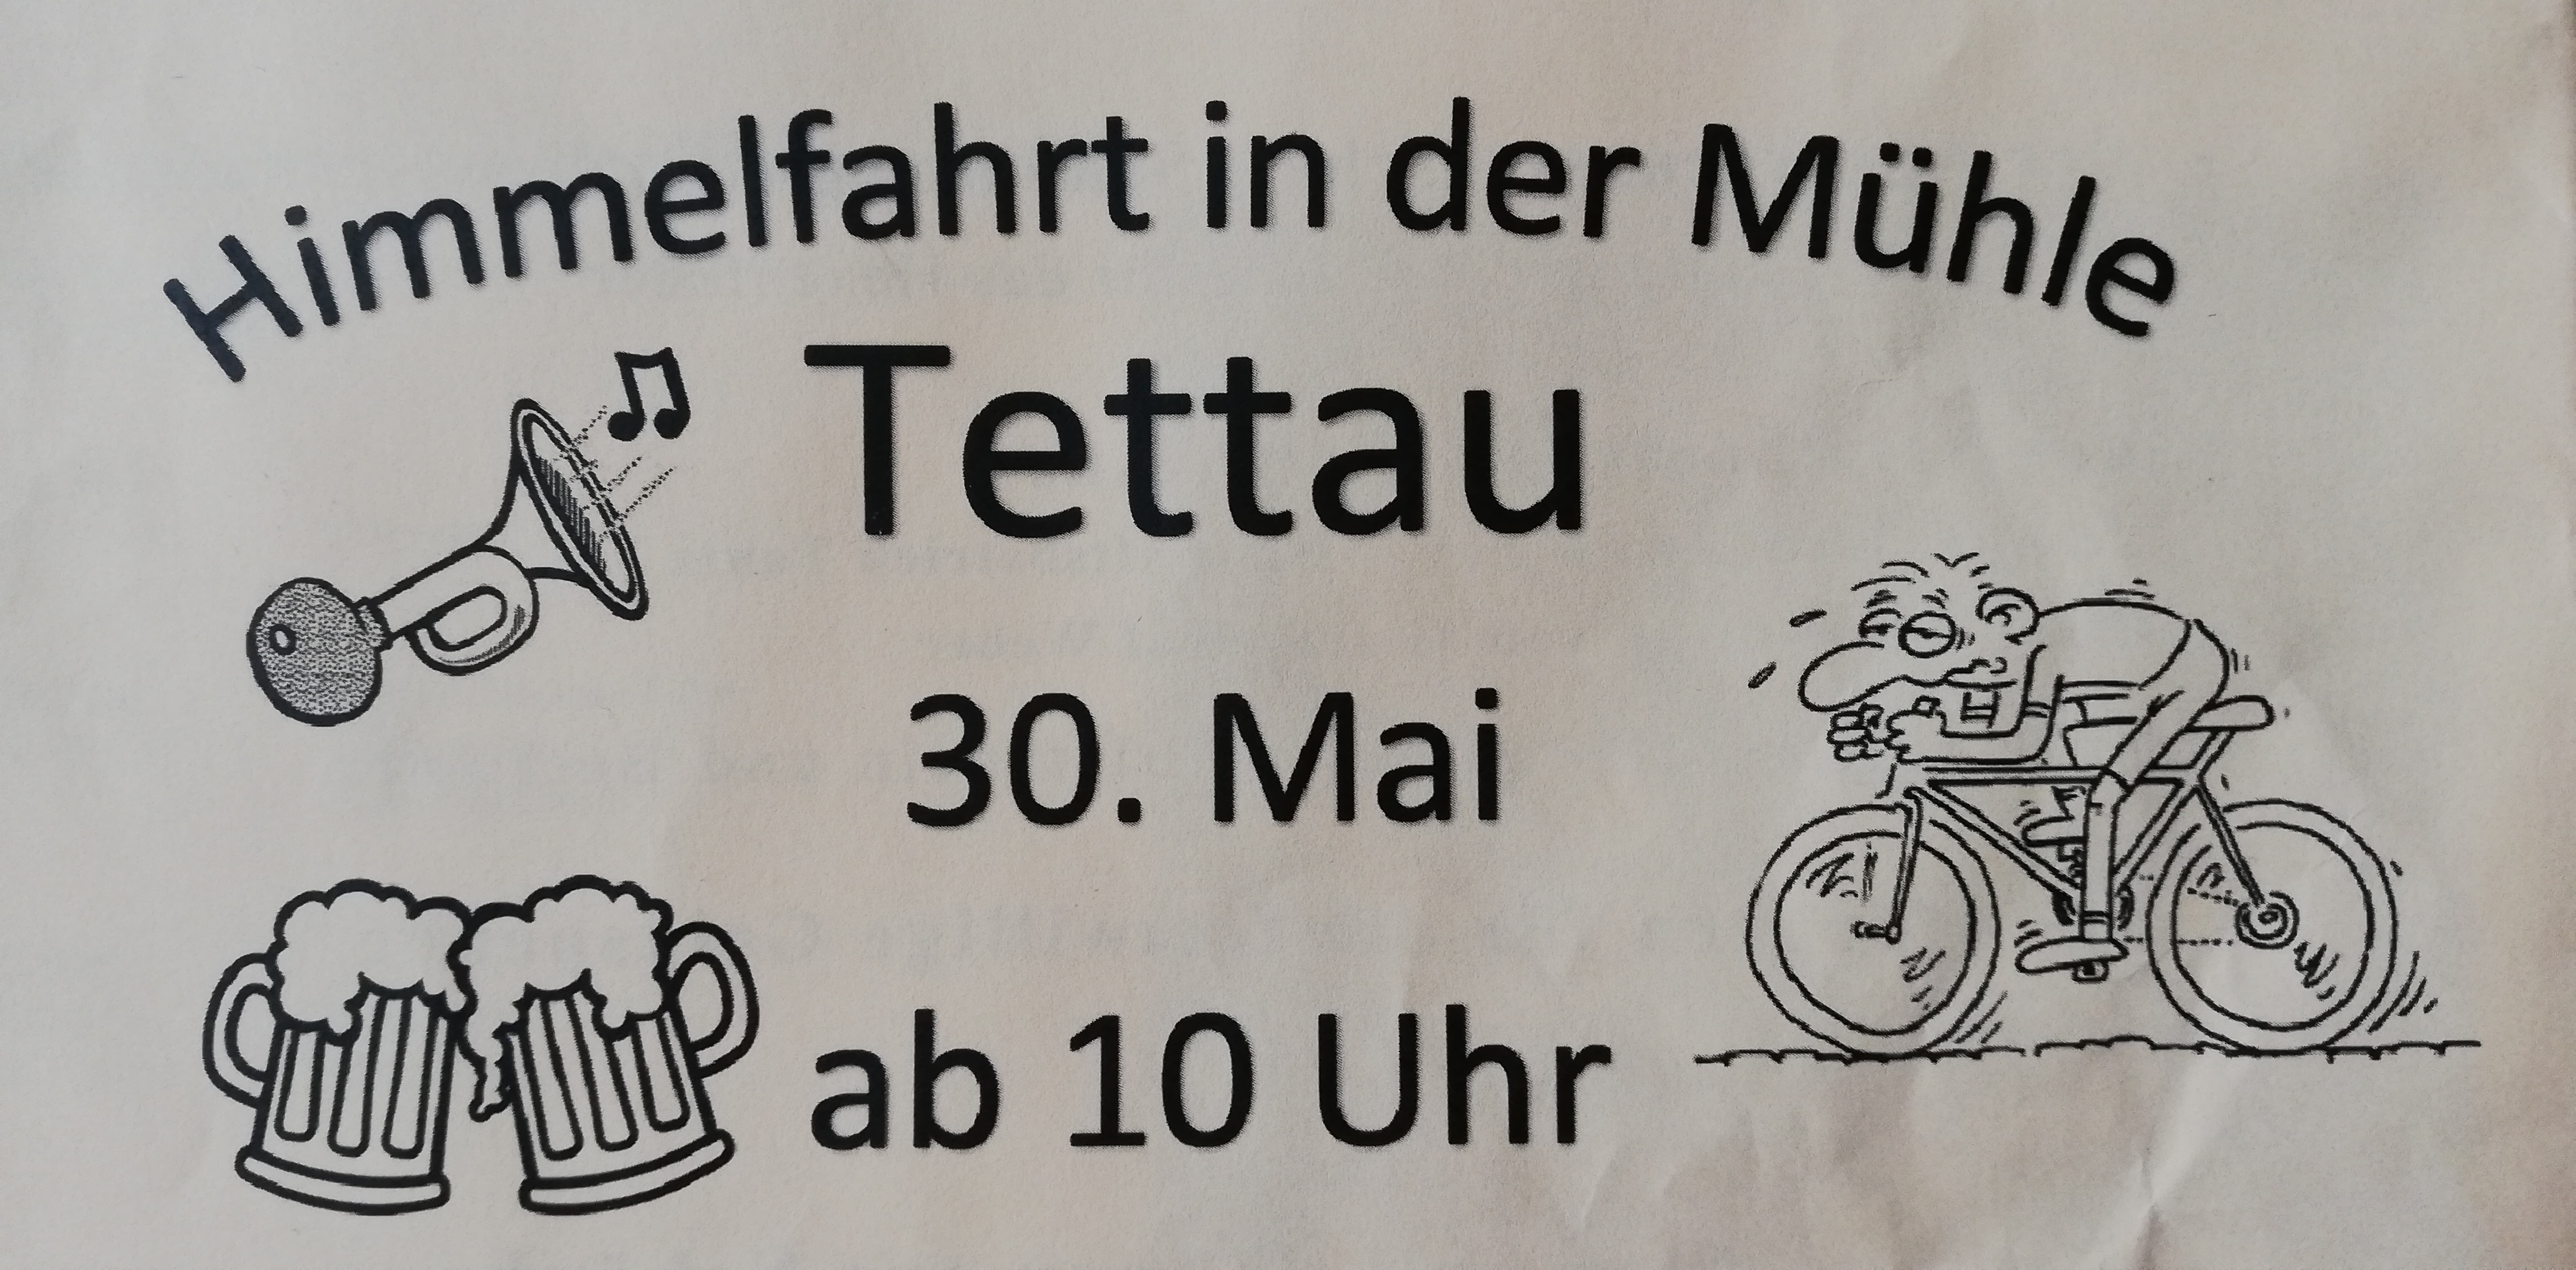 Himmelfahrt in der Mühle
Tettau
30. Mai
ab 10 Uhr